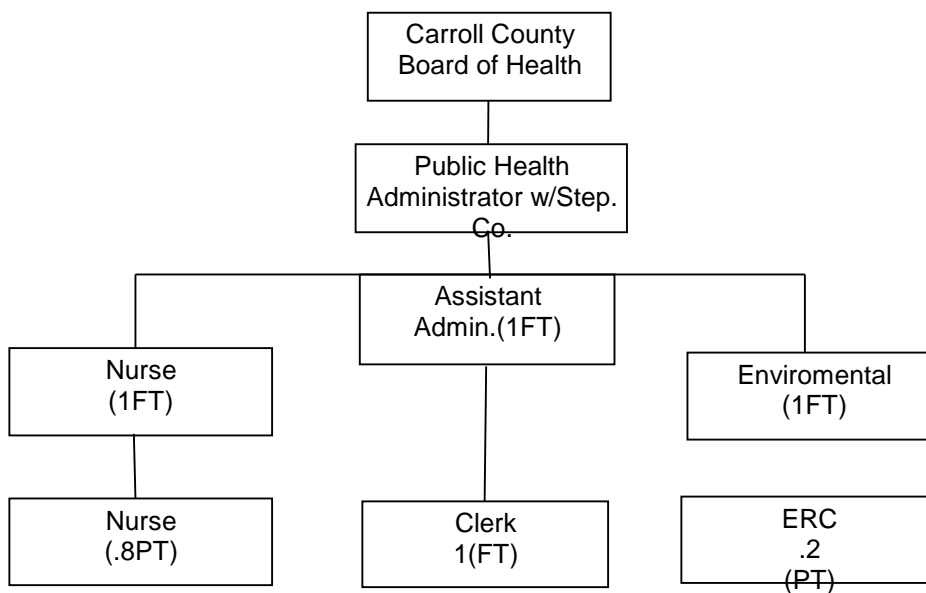 Carroll County
Board of Health
Public Health
Administrator w/Step.
Co.
Assistant
Admin.(1FT)
Nurse
(1FT)
Enviromental
(1FT)
Nurse
(.8PT)
Clerk
1(FT)
ERC
.2
(PT)